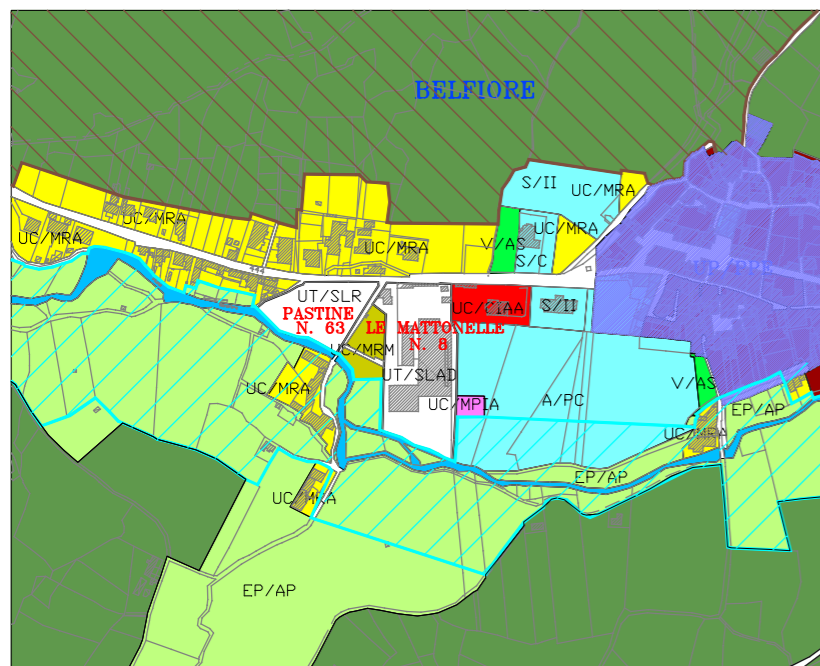 BELFIORE
S/II
UC/MRA
UC/MRA
UC/MRA
UC/MRA
UC/MRA
V/AS
S/C
UT/SLR
UC/CIAA
S/II
PASTINE
N. 63
LE MATTONELLE
N. 8
UC/MRM
UT/SLAD
V/AS
UC/MRA
UC/MPIA
A/PC
EP/AP
UC/MRA
EP/AP
UC/MRA
EP/AP